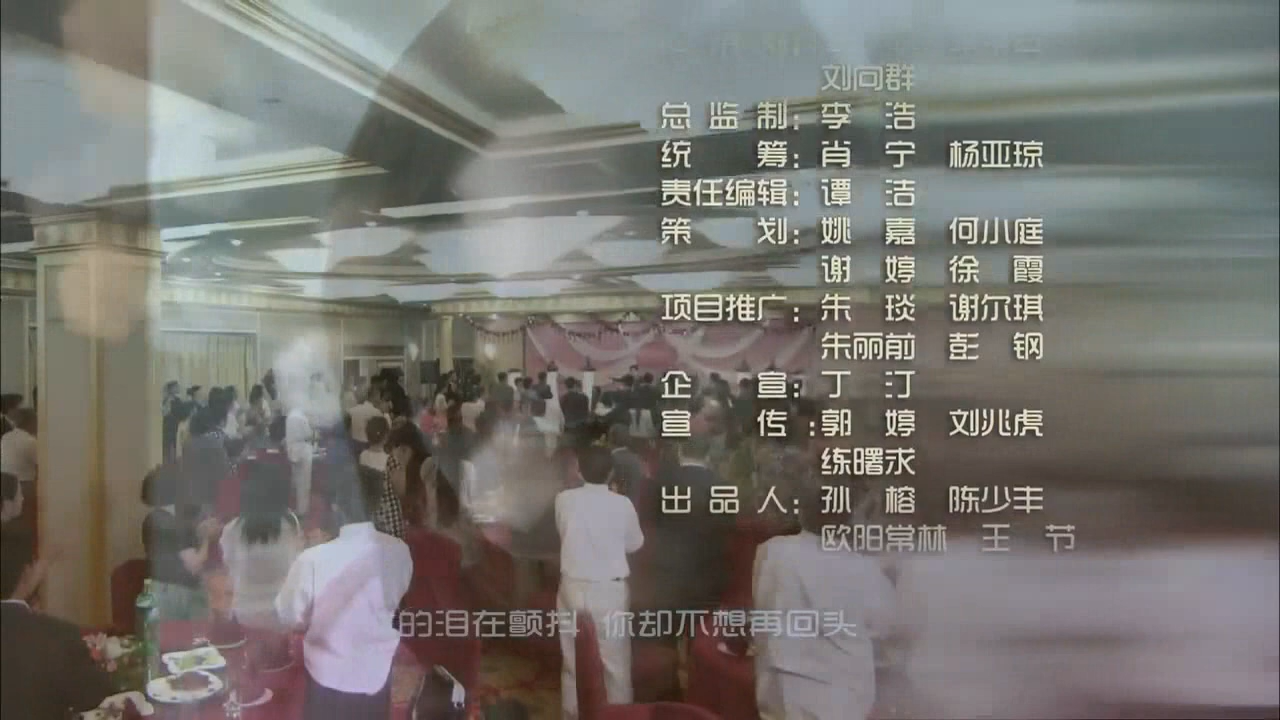 刘向群
总 监 制：李 浩
统 筹：肖 宁 杨亚琼
责任编辑：谭 洁
策 划：姚 嘉 何小庭
谢 婷 徐 霞
项目推广：朱 琰 谢尔琪
朱丽前 彭 钢
企 宣：丁 汀
宣 传：郭 婷 刘兆虎
练曙求
出 品 人：孙 榕 陈少丰
欧阳常林 王 节
的泪在颤抖 你却不想再回头